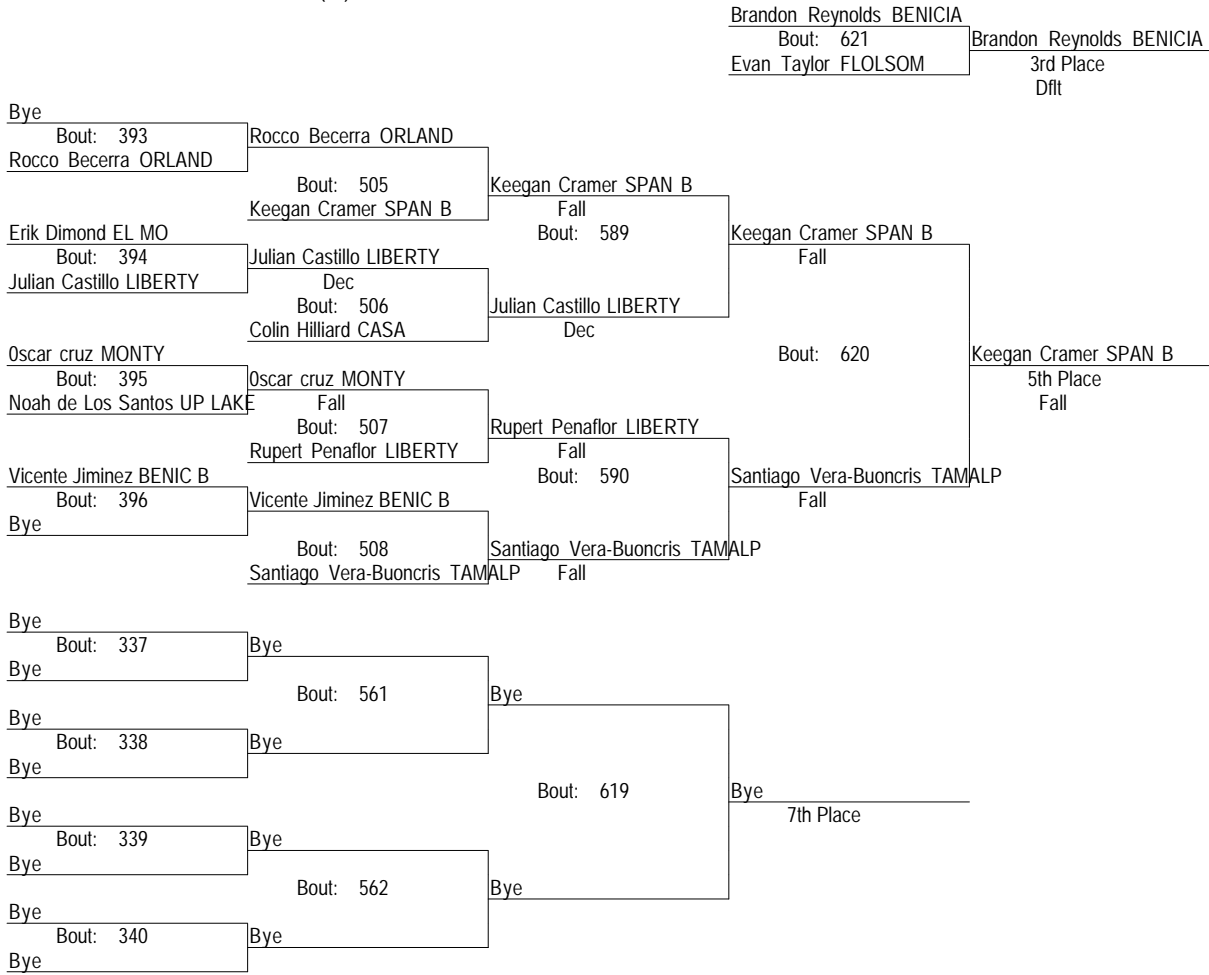 Brandon Reynolds BENICIA
Bout: 621 Brandon Reynolds BENICIA
Evan Taylor FLOLSOM 3rd Place
Dflt
Bye
Bout: 393 Rocco Becerra ORLAND
Rocco Becerra ORLAND
Bout: 505 Keegan Cramer SPAN B
Keegan Cramer SPAN B Fall
Erik Dimond EL MO Bout: 589 Keegan Cramer SPAN B
Bout: 394 Julian Castillo LIBERTY Fall
Julian Castillo LIBERTY Dec
Bout: 506 Julian Castillo LIBERTY
Colin Hilliard CASA Dec
0scar cruz MONTY Bout: 620 Keegan Cramer SPAN B
Bout: 395 0scar cruz MONTY 5th Place
Noah de Los Santos UP LAKE Fall Fall
Bout: 507 Rupert Penaflor LIBERTY
Rupert Penaflor LIBERTY Fall
Vicente Jiminez BENIC B Bout: 590 Santiago Vera-Buoncris TAMALP
Bout: 396 Vicente Jiminez BENIC B Fall
Bye
Bout: 508 Santiago Vera-Buoncris TAMALP
Santiago Vera-Buoncris TAMALP Fall
Bye
Bout: 337 Bye
Bye
Bout: 561 Bye
Bye
Bout: 338 Bye
Bye
Bout: 619 Bye
Bye 7th Place
Bout: 339 Bye
Bye
Bout: 562 Bye
Bye
Bout: 340 Bye
Bye